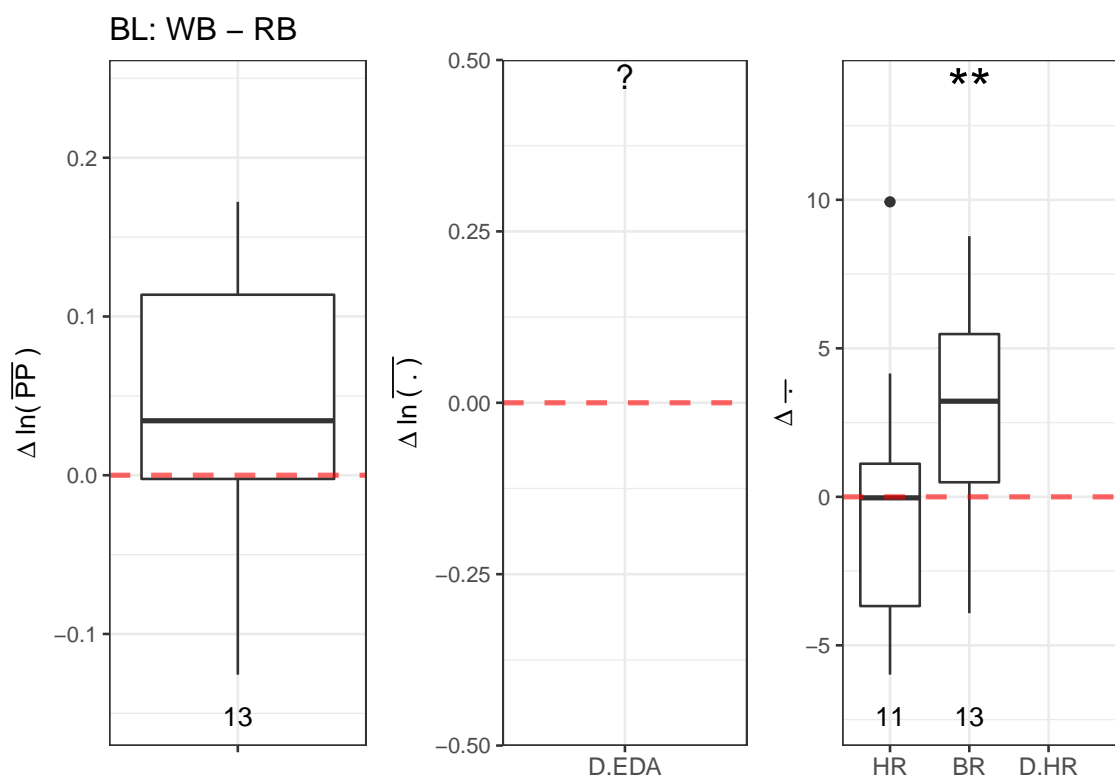 BL: WB − RB
Δ ln( PP )
0.2
0.1
0.0
−0.1
13
Δ ln ( . )
0.50
0.25
0.00
−0.25
−0.50
?
D.EDA
Δ .
10
5
0
−5
**
11 13
HR BR D.HR